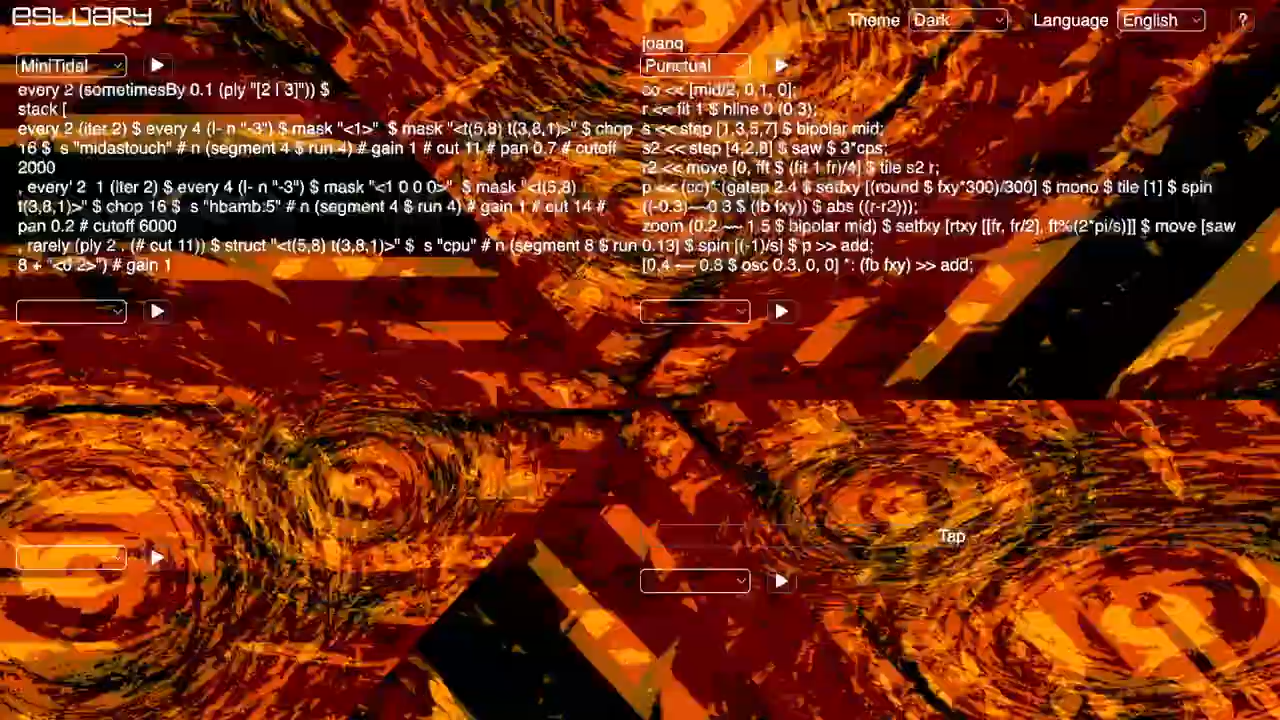 estuary
Theme Dark Language English ?
MiniTidal
every 2 (sometimesBy 0.1 (ply "[2 | 3]")) $
stack [
every 2 (iter 2) $ every 4 (|- n "-3") $ mask "<1>" $ mask "<t(5,8) t(3,8,1)>" $ chop
16 $ s "midastouch" # n (segment 4 $ run 4) # gain 1 # cut 11 # pan 0.7 # cutoff
2000
, every' 2 1 (iter 2) $ every 4 (|- n "-3") $ mask "<1 0 0 0>" $ mask "<t(5,8)
t(3,8,1)>" $ chop 16 $ s "hbamb:5" # n (segment 4 $ run 4) # gain 1 # cut 14 #
pan 0.2 # cutoff 6000
, rarely (ply 2 . (# cut 11)) $ struct "<t(5,8) t(3,8,1)>" $ s "cpu" # n (segment 8 $ run
8 + "<0 2>") # gain 1
joanq
Punctual
co << [mid/2, 0.1, 0];
r << fit 1 $ hline 0 (0.3);
s << step [1,3,5,7] $ bipolar mid;
s2 << step [4,2,8] $ saw $ 3*cps;
r2 << move [0, ifft $ (fit 1 fr)/4] $ tile s2 r;
p << (co)*:(gatep 2.4 $ setfxy [(round $ fxy*300)/300] $ mono $ tile [1] $ spin
((-0.3)~~0.3 $ (lb fxy)) $ abs ((r-r2)));
zoom (0.2 ~~ 1.5 $ bipolar mid) $ setfxy [rtxy [[fr, fr/2], ft%(2*pi/s)]] $ move [saw
0.13] $ spin [(-1)/s] $ p >> add;
[0.4 ~~ 0.8 $ osc 0.3, 0, 0] *: (fb fxy) >> add;
Tap